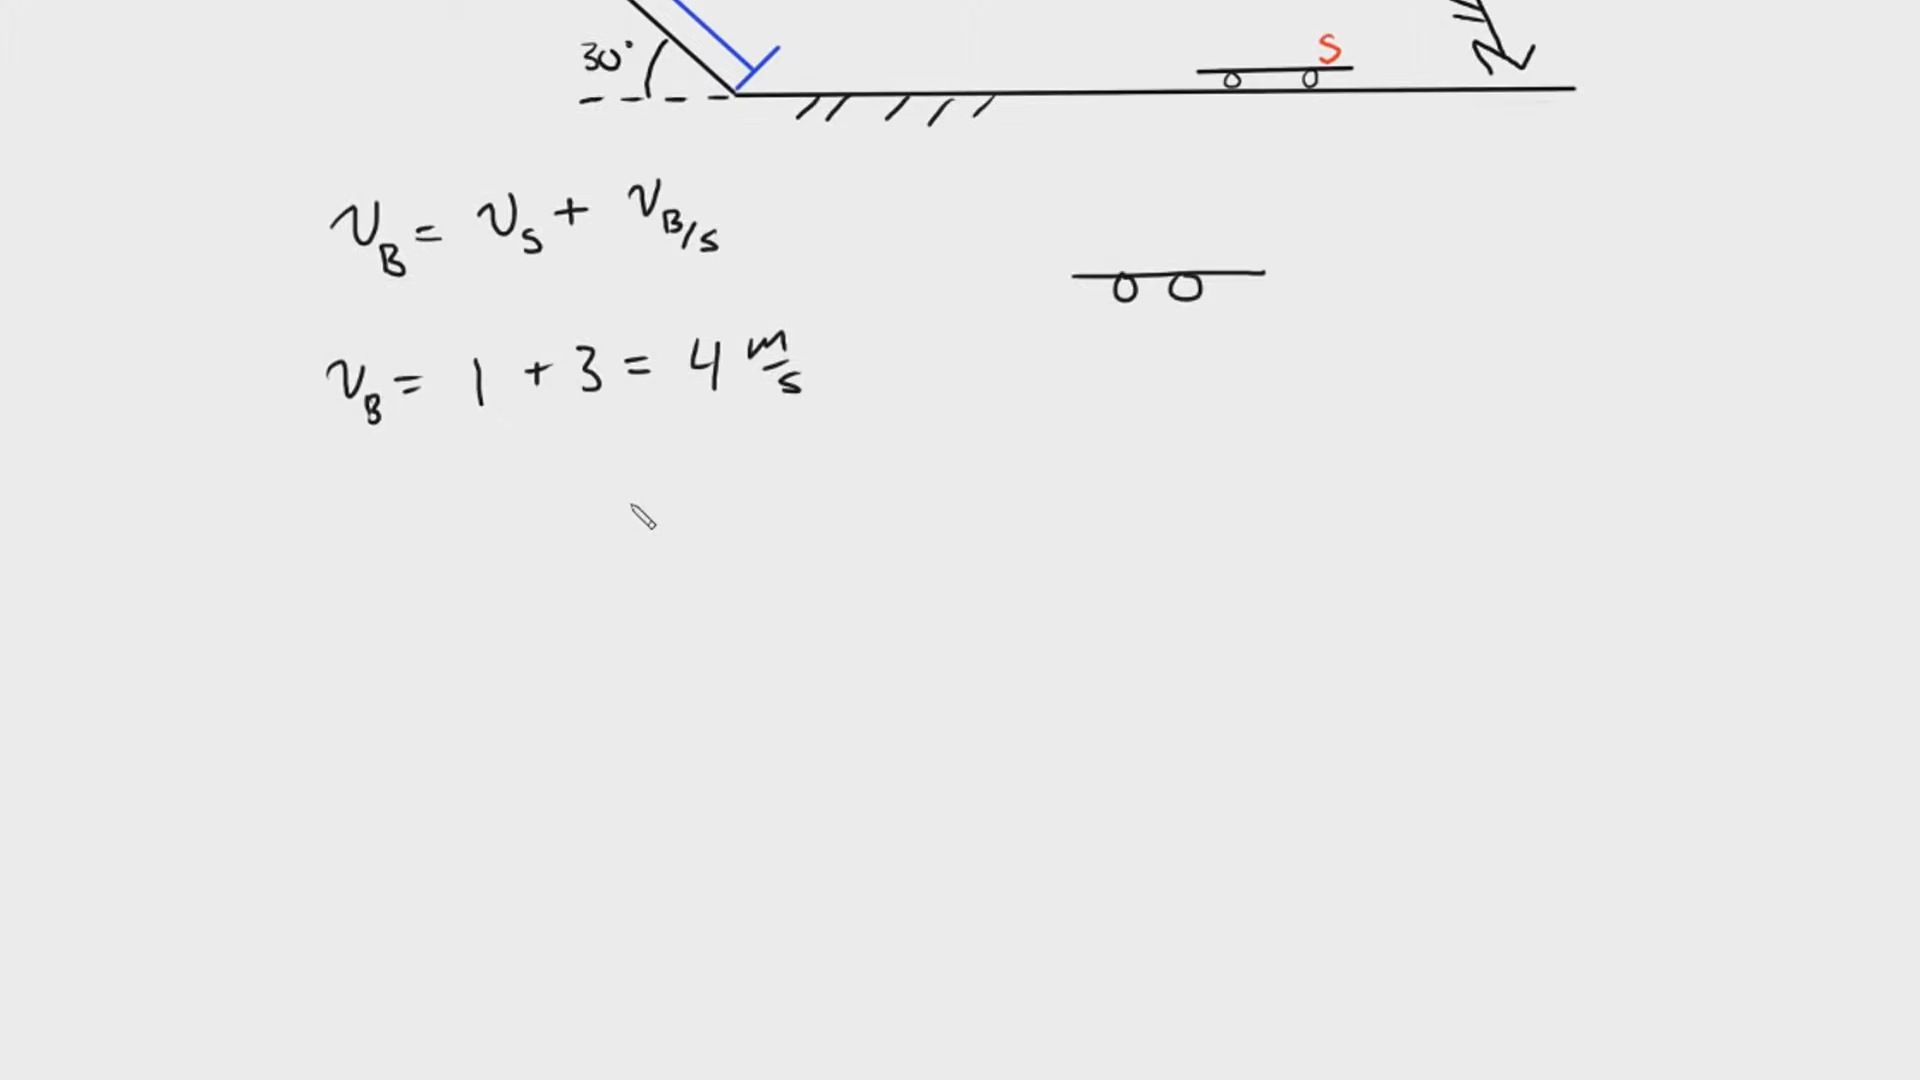 30°
S
v_B = v_S + v_B/S
v_B = 1 + 3 = 4 m/s